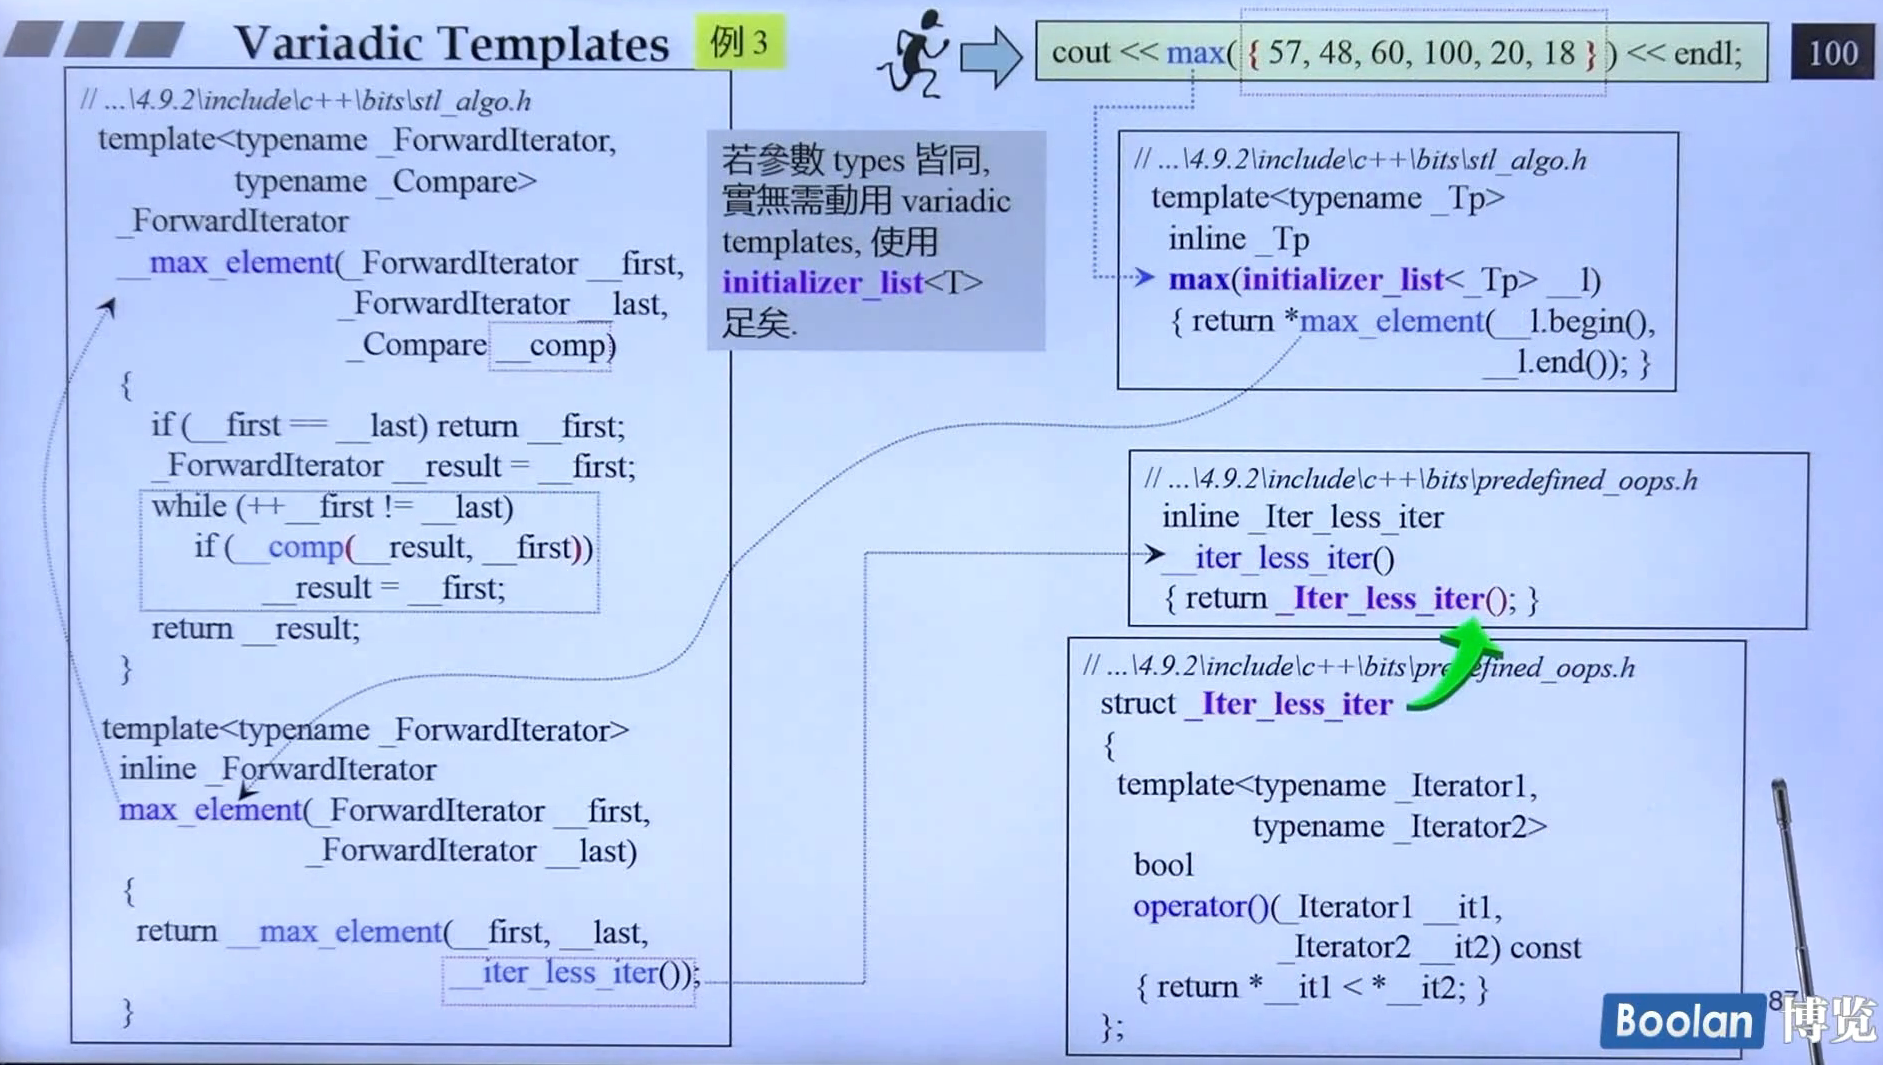 Variadic Templates
例 3
cout << max( { 57, 48, 60, 100, 20, 18 } ) << endl;
100
// ...\4.9.2\include\c++\bits\stl_algo.h
template<typename _ForwardIterator,
typename _Compare>
_ForwardIterator
__max_element(_ForwardIterator __first,
_ForwardIterator __last,
_Compare __comp)
{
if (__first == __last) return __first;
_ForwardIterator __result = __first;
while (++__first != __last)
if (__comp(__result, __first))
__result = __first;
return __result;
}
template<typename _ForwardIterator>
inline _ForwardIterator
max_element(_ForwardIterator __first,
_ForwardIterator __last)
{
return __max_element(__first, __last,
__iter_less_iter());
}
若參數 types 皆同,
實無需動用 variadic
templates, 使用
initializer_list<T>
足矣.
// ...\4.9.2\include\c++\bits\stl_algo.h
template<typename _Tp>
inline _Tp
max(initializer_list<_Tp> __l)
{ return *max_element(__l.begin(),
__l.end()); }
// ...\4.9.2\include\c++\bits\predefined_oops.h
inline _Iter_less_iter
__iter_less_iter()
{ return _Iter_less_iter(); }
// ...\4.9.2\include\c++\bits\predefined_oops.h
struct _Iter_less_iter
{
template<typename _Iterator1,
typename _Iterator2>
bool
operator()(_Iterator1 __it1,
_Iterator2 __it2) const
{ return *__it1 < *__it2; }
};
87
Boolan 博览